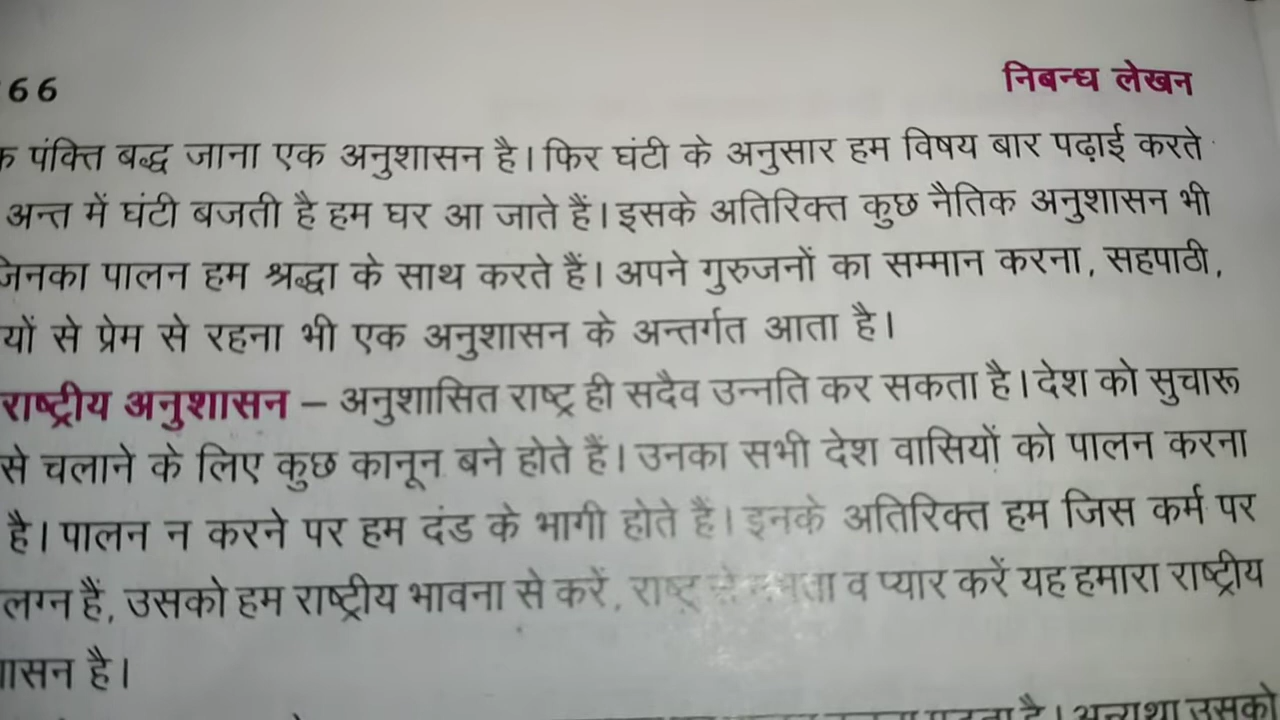 66
निबन्ध लेखन
पंक्ति बद्ध जाना एक अनुशासन है। फिर घंटी के अनुसार हम विषय बार पढ़ाई करते
अन्त में घंटी बजती है हम घर आ जाते हैं। इसके अतिरिक्त कुछ नैतिक अनुशासन भी
जिनका पालन हम श्रद्धा के साथ करते हैं। अपने गुरुजनों का सम्मान करना, सहपाठी,
यों से प्रेम से रहना भी एक अनुशासन के अन्तर्गत आता है।
राष्ट्रीय अनुशासन – अनुशासित राष्ट्र ही सदैव उन्नति कर सकता है। देश को सुचारू
से चलाने के लिए कुछ कानून बने होते हैं। उनका सभी देश वासियों को पालन करना
है। पालन न करने पर हम दंड के भागी होते हैं। इनके अतिरिक्त हम जिस कर्म पर
लग्न हैं, उसको हम राष्ट्रीय भावना से करें, राष्ट्र व प्यार करें यह हमारा राष्ट्रीय
ासन है।
है। अन्यथा उसको